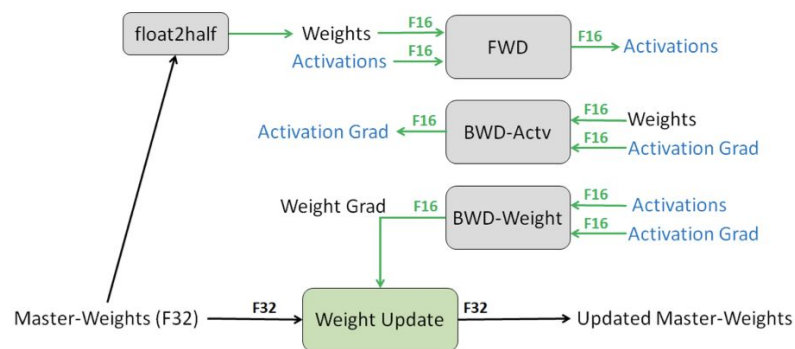 float2half
Weights
F16
Activations
F16
FWD
F16
Activations
Activation Grad
F16
BWD-Actv
F16
Weights
F16
Activation Grad
Weight Grad
F16
BWD-Weight
F16
Activations
F16
Activation Grad
Master-Weights (F32)
F32
Weight Update
F32
Updated Master-Weights